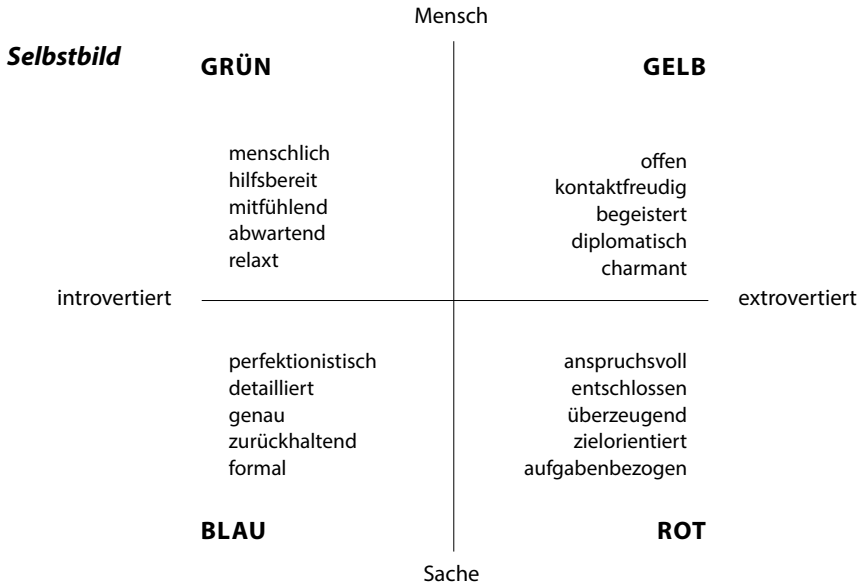 Mensch
Selbstbild
GRÜN
GELB
menschlich
hilfsbereit
mitfühlend
abwartend
relaxt
offen
kontaktfreudig
begeistert
diplomatisch
charmant
introvertiert
extrovertiert
perfektionistisch
detailliert
genau
zurückhaltend
formal
anspruchsvoll
entschlossen
überzeugend
zielorientiert
aufgabenbezogen
BLAU
ROT
Sache